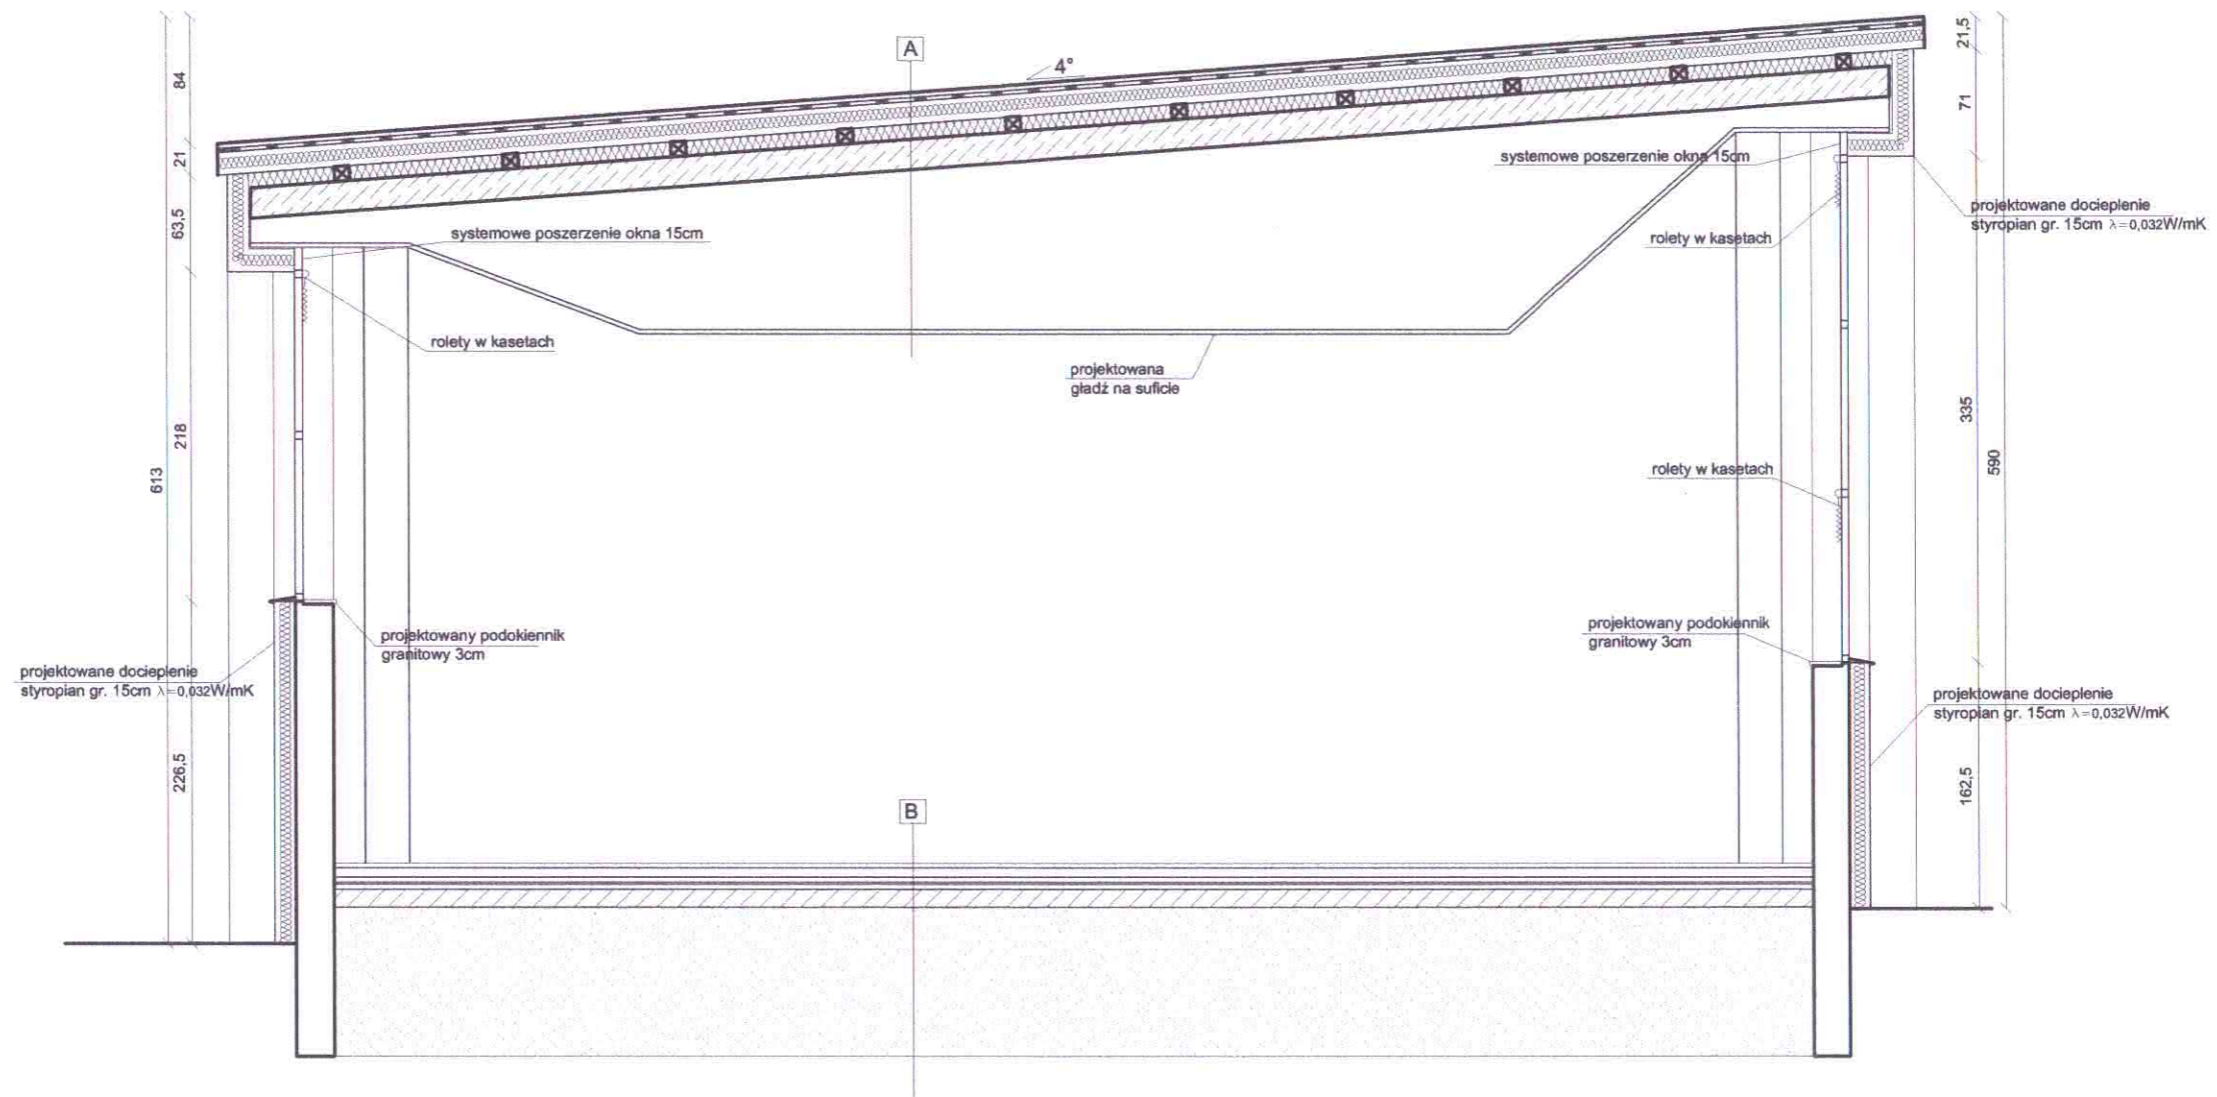 A
4°
21,5
84
71
21
systemowe poszerzenie okna 15cm
projektowane docieplenie
styropian gr. 15cm λ=0,032W/mK
63,5
systemowe poszerzenie okna 15cm
rolety w kasetach
rolety w kasetach
projektowana
gładź na suficie
335
218
590
613
rolety w kasetach
projektowany podokiennik
granitowy 3cm
projektowany podokiennik
granitowy 3cm
projektowane docieplenie
styropian gr. 15cm λ=0,032W/mK
projektowane docieplenie
styropian gr. 15cm λ=0,032W/mK
226,5
162,5
B